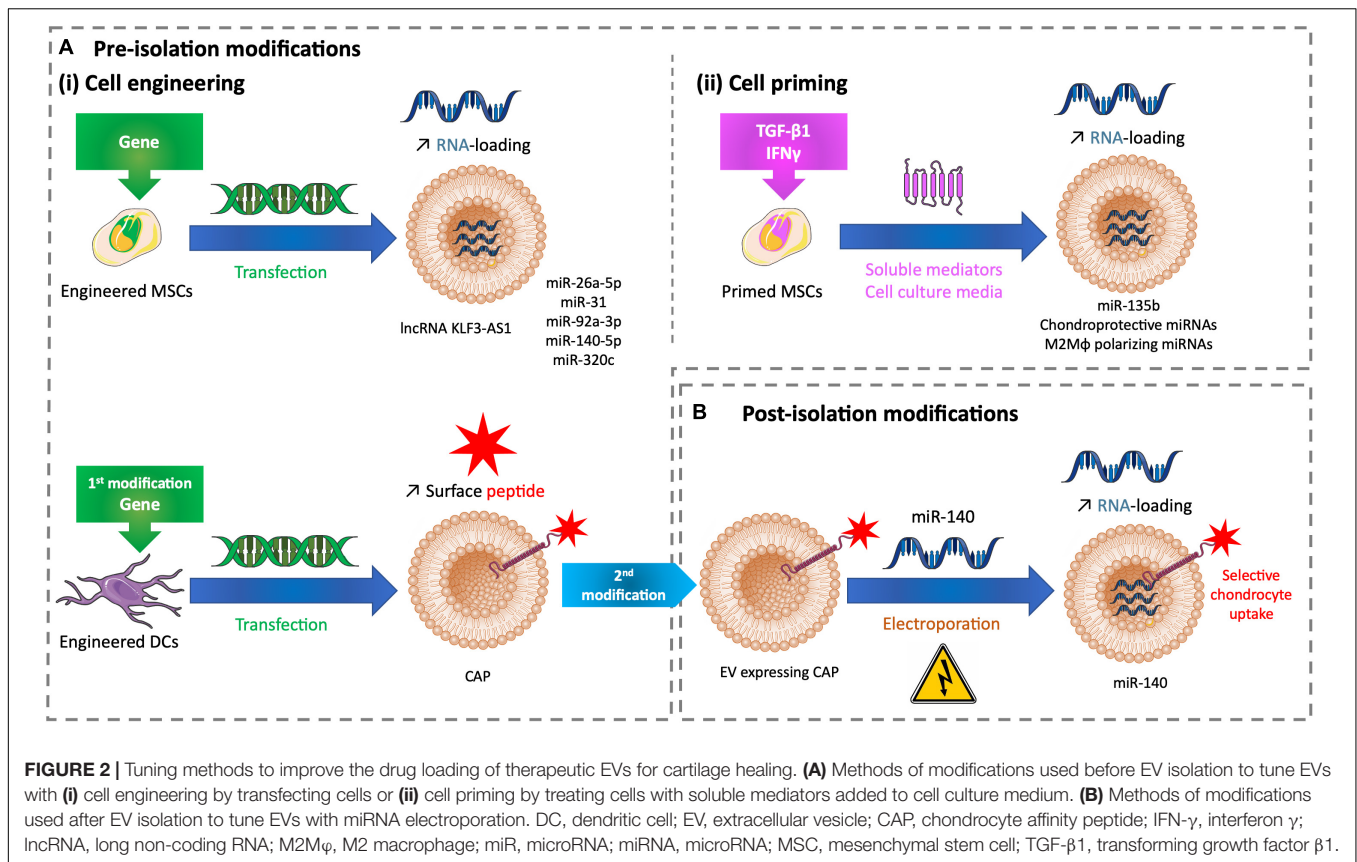 A Pre-isolation modifications
(i) Cell engineering
Gene
Engineered MSCs
Transfection
↗ RNA-loading
lncRNA KLF3-AS1
miR-26a-5p
miR-31
miR-92a-3p
miR-140-5p
miR-320c
(ii) Cell priming
TGF-β1
IFNγ
Primed MSCs
Soluble mediators
Cell culture media
↗ RNA-loading
miR-135b
Chondroprotective miRNAs
M2Mφ polarizing miRNAs
1st modification
Gene
Engineered DCs
Transfection
↗ Surface peptide
CAP
2nd
modification
B Post-isolation modifications
EV expressing CAP
miR-140
Electroporation
↗ RNA-loading
Selective
chondrocyte
uptake
miR-140
FIGURE 2 | Tuning methods to improve the drug loading of therapeutic EVs for cartilage healing. (A) Methods of modifications used before EV isolation to tune EVs
with (i) cell engineering by transfecting cells or (ii) cell priming by treating cells with soluble mediators added to cell culture medium. (B) Methods of modifications
used after EV isolation to tune EVs with miRNA electroporation. DC, dendritic cell; EV, extracellular vesicle; CAP, chondrocyte affinity peptide; IFN-γ, interferon γ;
lncRNA, long non-coding RNA; M2Mφ, M2 macrophage; miR, microRNA; miRNA, microRNA; MSC, mesenchymal stem cell; TGF-β1, transforming growth factor β1.